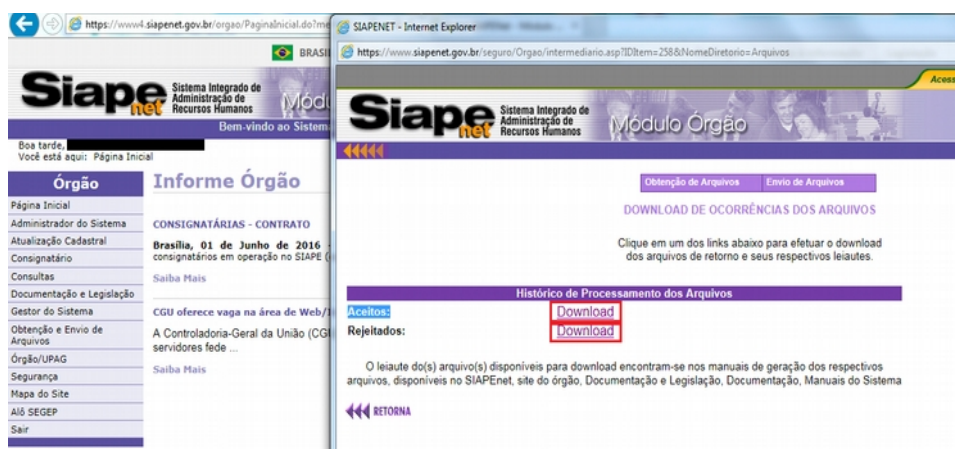 https://www4.siapenet.gov.br/orgao/PaginaInicial.do?me
BRASI
Siape
net
Sistema Integrado de
Administração de
Recursos Humanos
Módu
Bem-vindo ao Sistema
Boa tarde,
Você está aqui: Página Inicial
Órgão
Página Inicial
Administrador do Sistema
Atualização Cadastral
Consignatário
Consultas
Documentação e Legislação
Gestor do Sistema
Obtenção e Envio de
Arquivos
Órgão/UPAG
Segurança
Mapa do Site
Alô SEGEP
Sair
Informe Órgão
CONSIGNATÁRIAS - CONTRATO
Brasília, 01 de Junho de 2016 -
consignatários em operação no SIAPE (
Saiba Mais
CGU oferece vaga na área de Web/
A Controladoria-Geral da União (CGU
servidores fede ...
Saiba Mais
SIAPENET - Internet Explorer
https://www.siapenet.gov.br/seguro/Orgao/intermediario.asp?IDItem=258&NomeDiretorio=Arquivos
Acess
Siape
net
Sistema Integrado de
Administração de
Recursos Humanos
Módulo Órgão
Obtenção de Arquivos Envio de Arquivos
DOWNLOAD DE OCORRÊNCIAS DOS ARQUIVOS
Clique em um dos links abaixo para efetuar o download
dos arquivos de retorno e seus respectivos leiautes.
Histórico de Processamento dos Arquivos
Aceitos: Download
Rejeitados: Download
O leiaute do(s) arquivo(s) disponíveis para download encontram-se nos manuais de geração dos respectivos
arquivos, disponíveis no SIAPEnet, site do órgão, Documentação e Legislação, Documentação, Manuais do Sistema
RETORNA